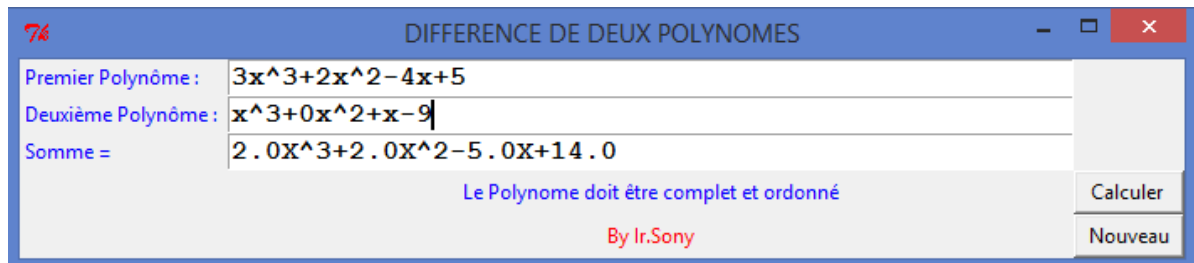 DIFFERENCE DE DEUX POLYNOMES
Premier Polynôme : 3x^3+2x^2-4x+5
Deuxième Polynôme : x^3+0x^2+x-9
Somme = 2.0X^3+2.0X^2-5.0X+14.0
Le Polynome doit être complet et ordonné Calculer
By Ir.Sony Nouveau